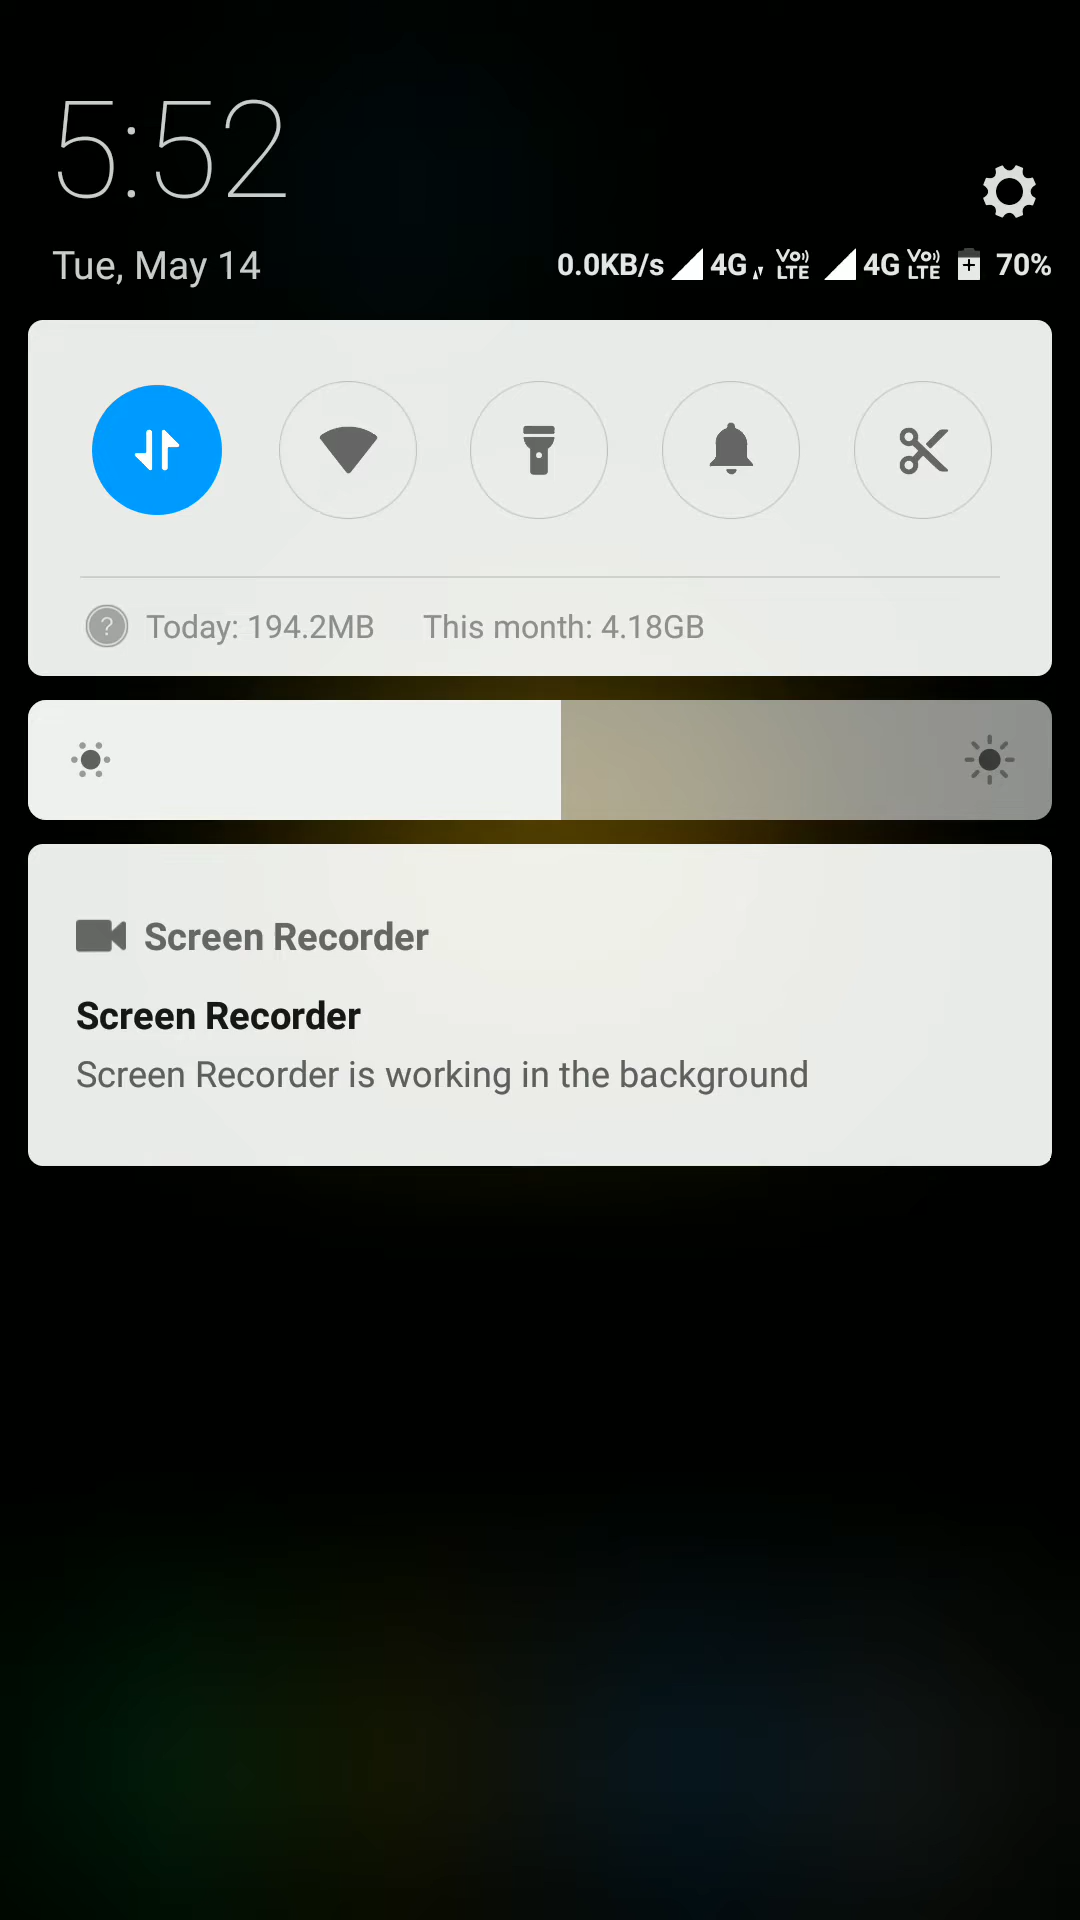 5:52
Tue, May 14
0.0KB/s 4G Vo) LTE 4G Vo) LTE 70%
Today: 194.2MB This month: 4.18GB
Screen Recorder
Screen Recorder
Screen Recorder is working in the background